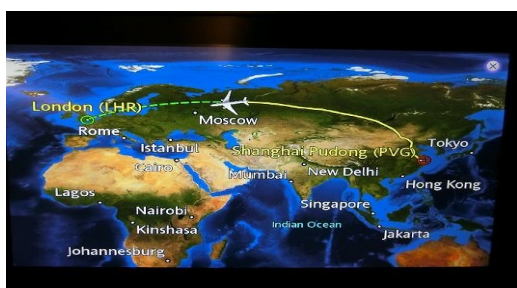 London (LHR)
Moscow
Rome
Istanbul
Cairo
Shanghai Pudong (PVG)
Tokyo
Mumbai
New Delhi
Hong Kong
Lagos
Nairobi
Singapore
Kinshasa
Indian Ocean
Jakarta
Johannesburg